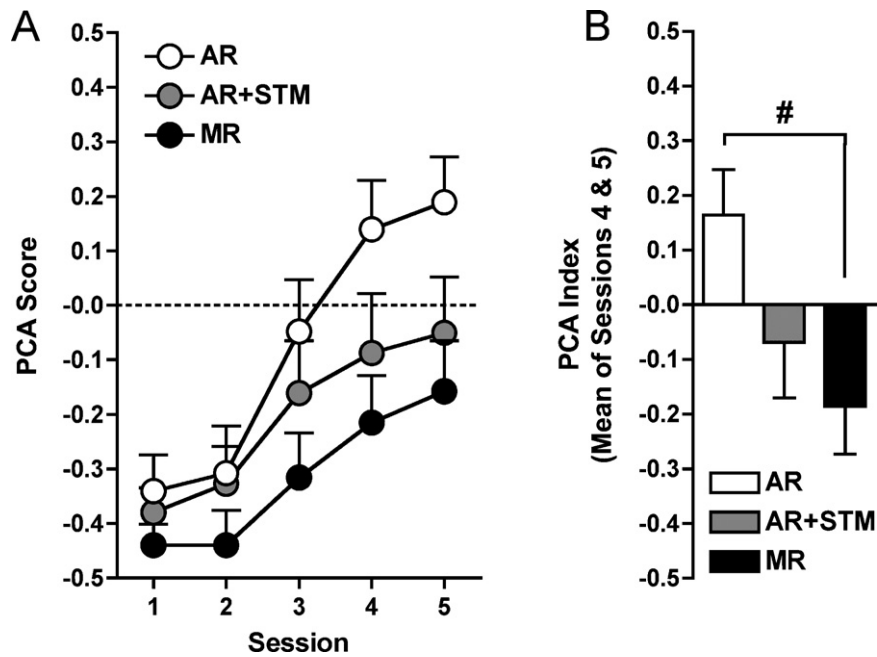 A
0.5
0.4
0.3
0.2
0.1
-0.0
-0.1
-0.2
-0.3
-0.4
-0.5
PCA Score
AR
AR+STM
MR
1 2 3 4 5
Session
B
0.5
0.4
0.3
0.2
0.1
-0.0
-0.1
-0.2
-0.3
-0.4
-0.5
PCA Index
(Mean of Sessions 4 & 5)
#
AR
AR+STM
MR